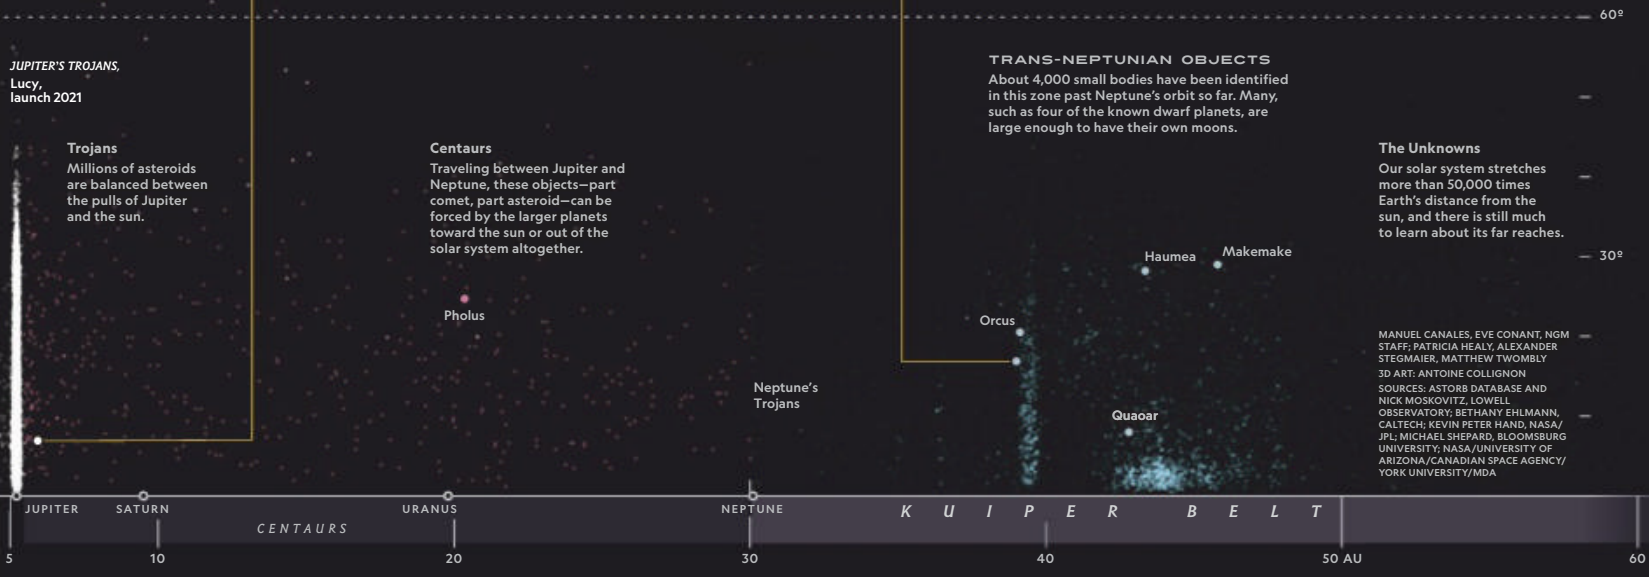 60º
JUPITER'S TROJANS,
Lucy,
launch 2021
Trojans
Millions of asteroids
are balanced between
the pulls of Jupiter
and the sun.
Centaurs
Traveling between Jupiter and
Neptune, these objects—part
comet, part asteroid—can be
forced by the larger planets
toward the sun or out of the
solar system altogether.
TRANS-NEPTUNIAN OBJECTS
About 4,000 small bodies have been identified
in this zone past Neptune's orbit so far. Many,
such as four of the known dwarf planets, are
large enough to have their own moons.
The Unknowns
Our solar system stretches
more than 50,000 times
Earth's distance from the
sun, and there is still much
to learn about its far reaches.
30º
Haumea
Makemake
Pholus
Orcus
Neptune's
Trojans
Quaoar
MANUEL CANALES, EVE CONANT, NGM
STAFF; PATRICIA HEALY, ALEXANDER
STEGMAIER, MATTHEW TWOMBLY
3D ART: ANTOINE COLLIGNON
SOURCES: ASTORB DATABASE AND
NICK MOSKOVITZ, LOWELL
OBSERVATORY; BETHANY EHLMANN,
CALTECH; KEVIN PETER HAND, NASA/
JPL; MICHAEL SHEPARD, BLOOMSBURG
UNIVERSITY; NASA/UNIVERSITY OF
ARIZONA/CANADIAN SPACE AGENCY/
YORK UNIVERSITY/MDA
JUPITER
SATURN
URANUS
NEPTUNE
KUIPER BELT
CENTAURS
5
10
20
30
40
50 AU
60